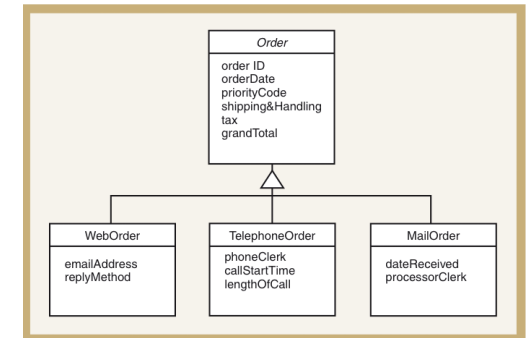 Order
order ID
orderDate
priorityCode
shipping&Handling
tax
grandTotal
WebOrder
emailAddress
replyMethod
TelephoneOrder
phoneClerk
callStartTime
lengthOfCall
MailOrder
dateReceived
processorClerk